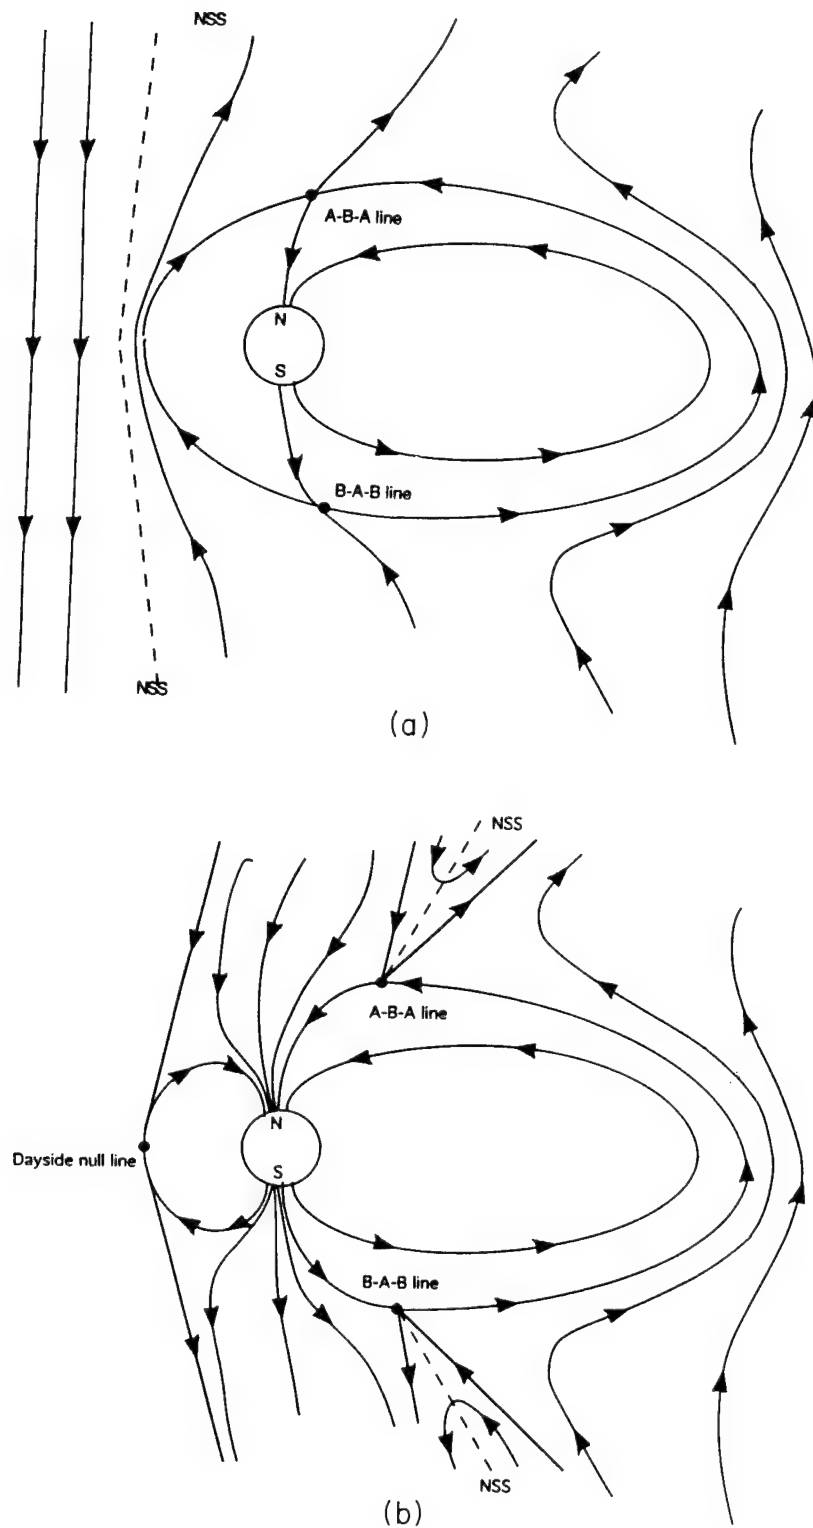 NSS
A-B-A line
N
S
B-A-B line
NSS
(a)
NSS
A-B-A line
N
Dayside null line
S
B-A-B line
NSS
(b)